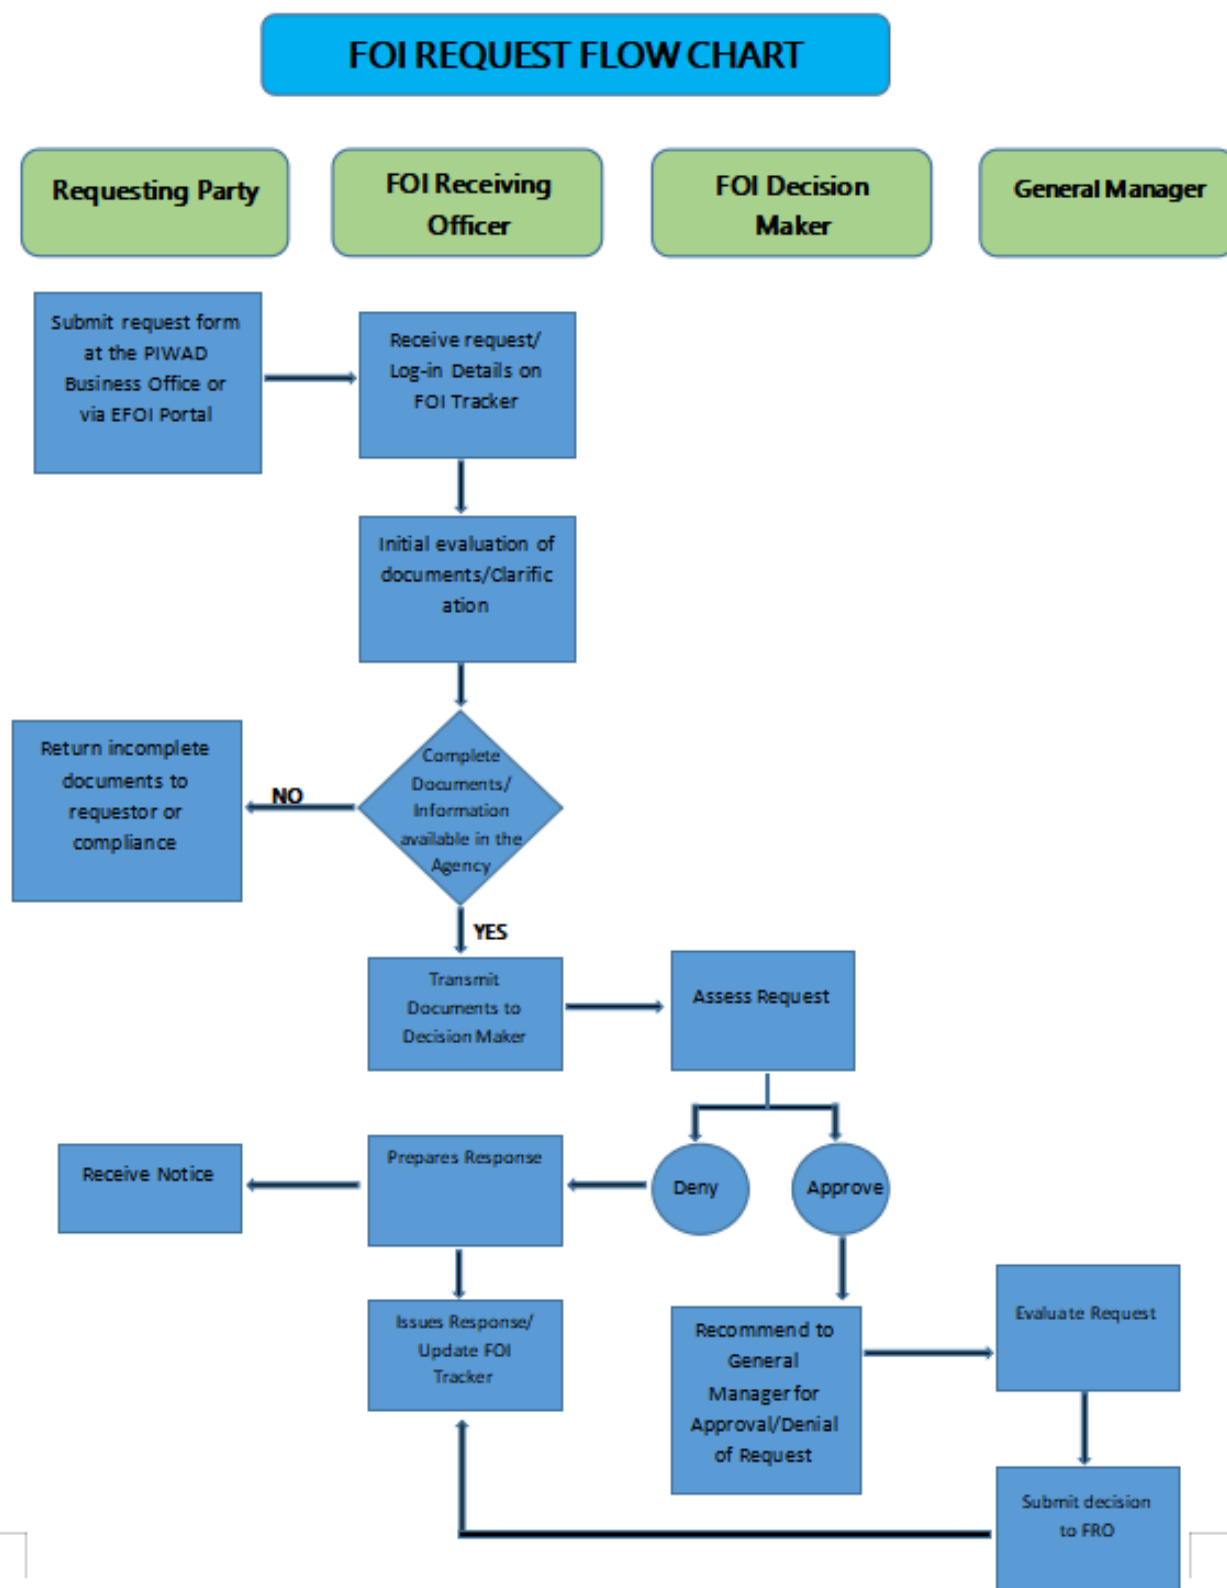 FOI REQUEST FLOW CHART
Requesting Party
FOI Receiving
Officer
FOI Decision
Maker
General Manager
Submit request form
at the PIWAD
Business Office or
via EFOI Portal
Receive request/
Log-in Details on
FOI Tracker
Initial evaluation of
documents/Clarific
ation
Return incomplete
documents to
requestor or
compliance
NO
Complete
Documents/
Information
available in the
Agency
YES
Transmit
Documents to
Decision Maker
Assess Request
Receive Notice
Prepares Response
Deny
Approve
Issues Response/
Update FOI
Tracker
Recommend to
General
Manager for
Approval/Denial
of Request
Evaluate Request
Submit decision
to FRO